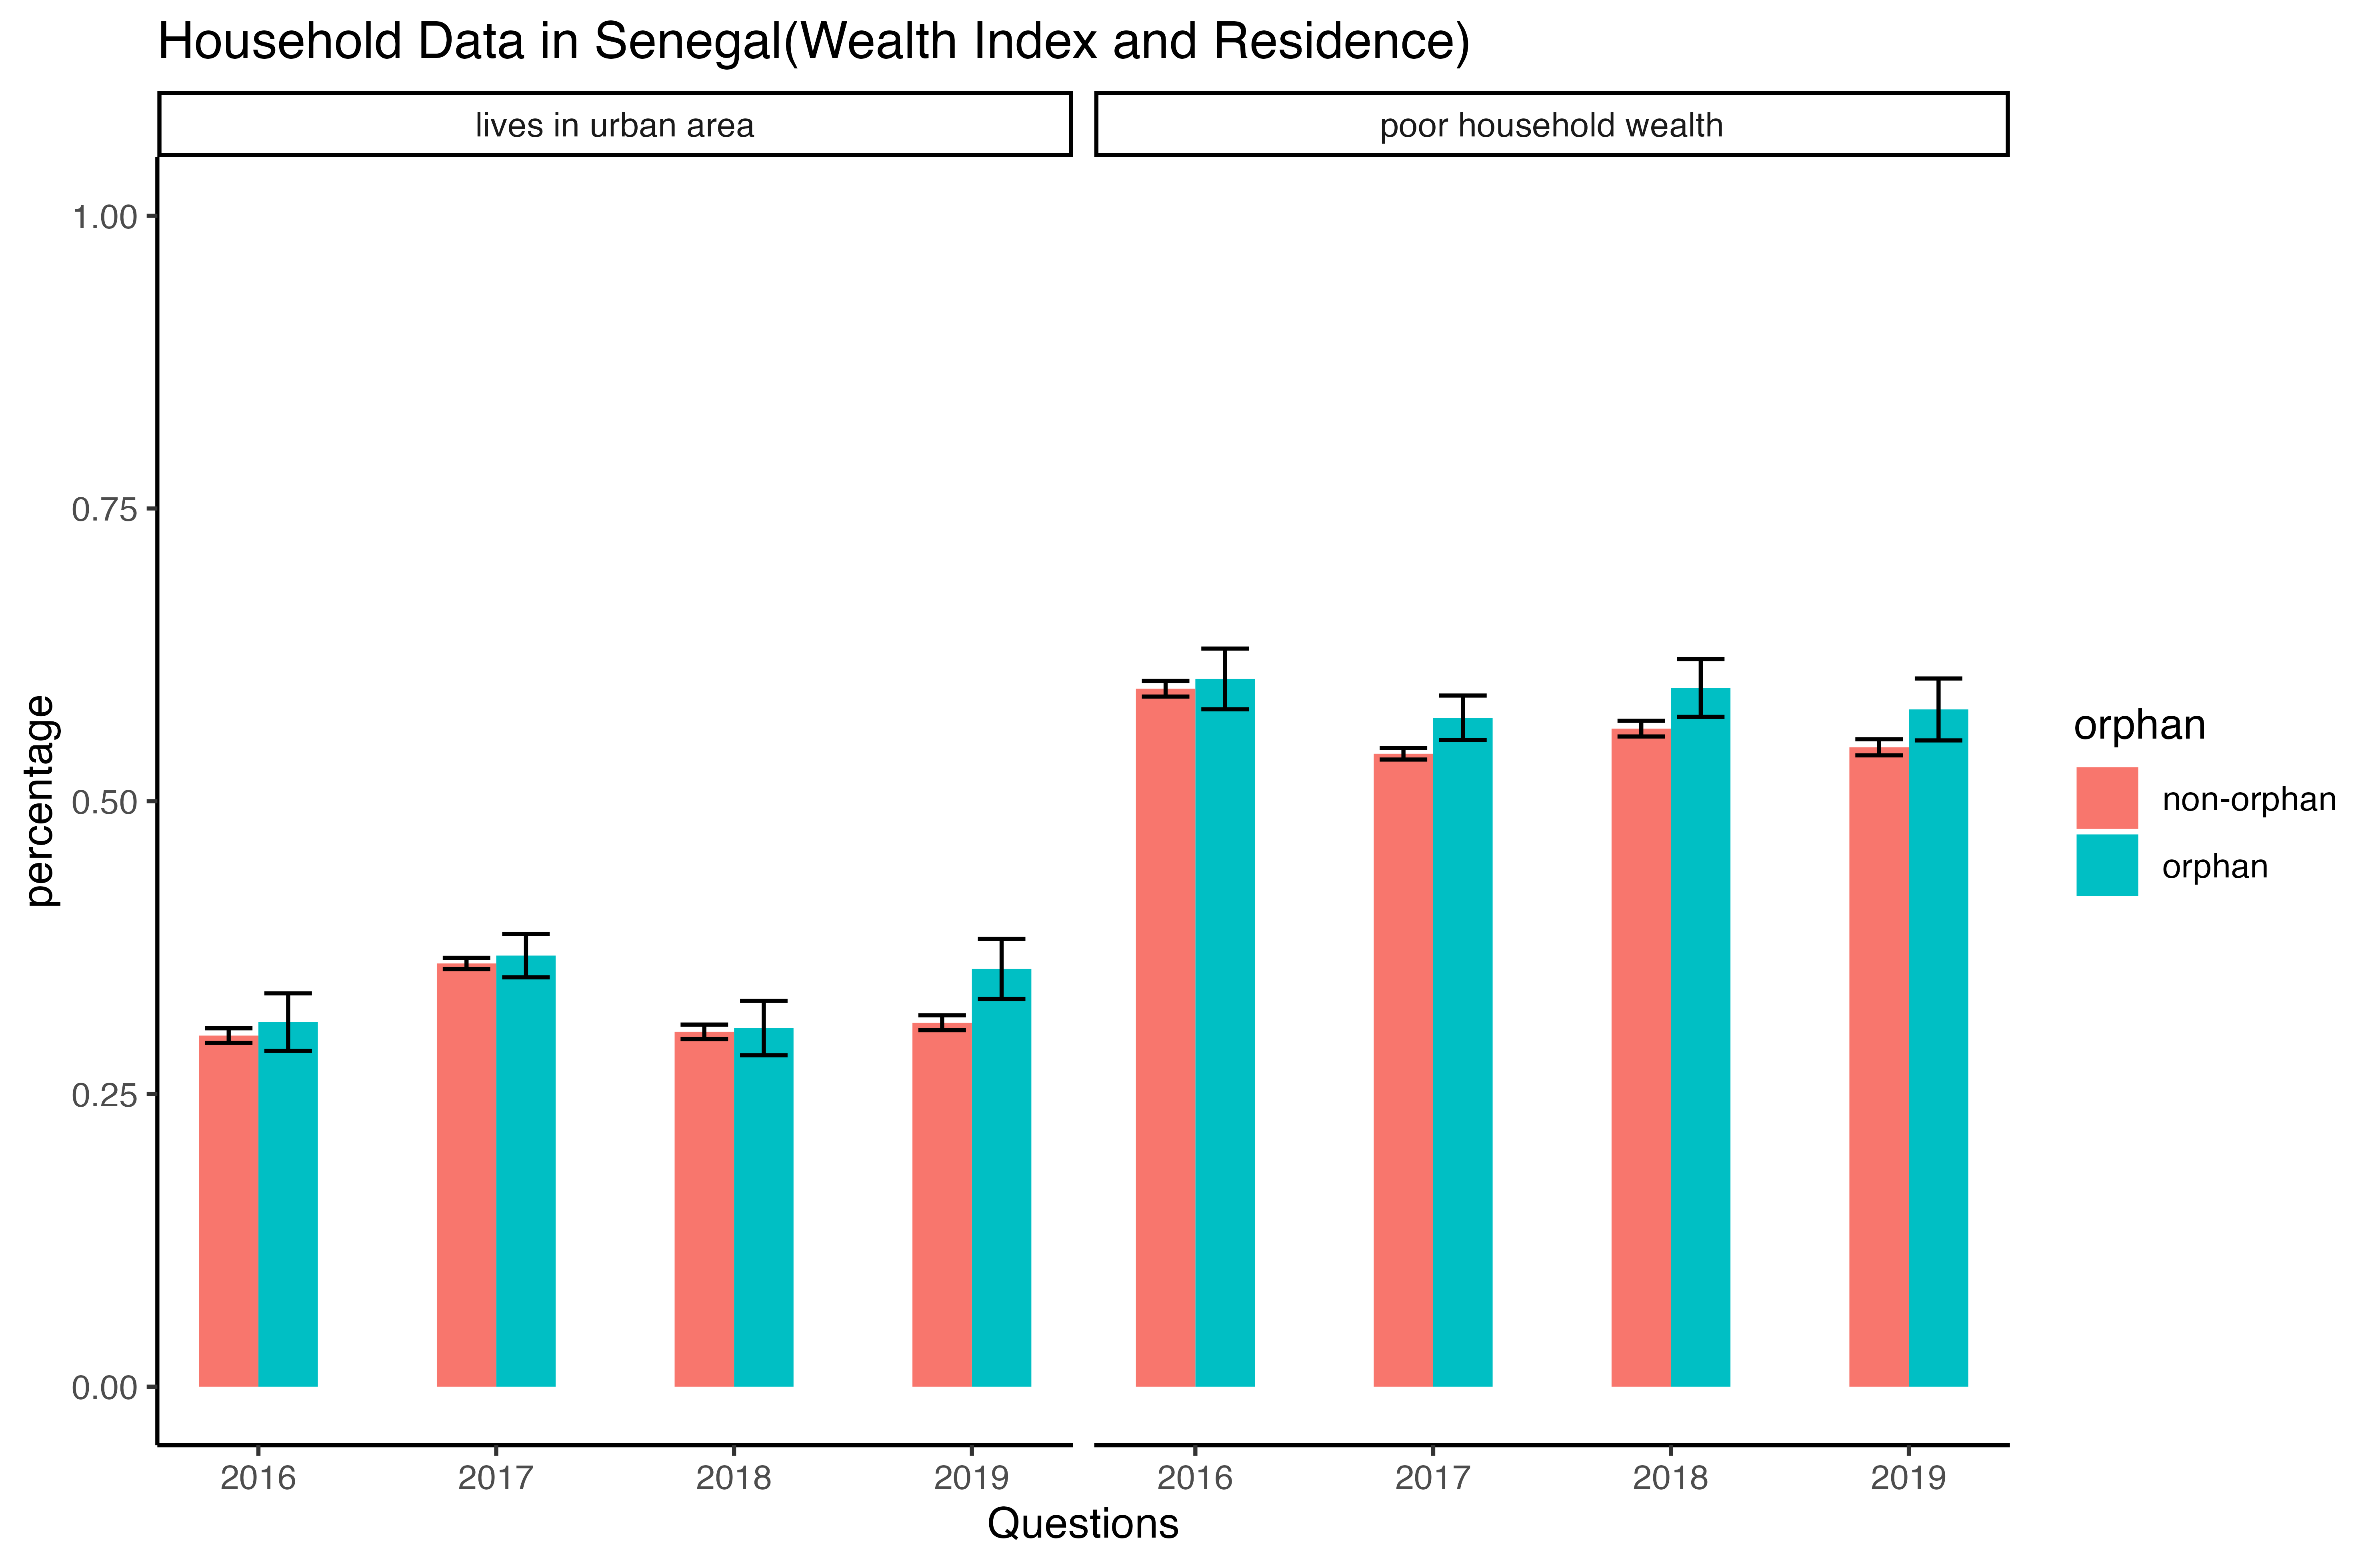 Household Data in Senegal(Wealth Index and Residence)
lives in urban area
poor household wealth
1.00
0.75
0.50
0.25
0.00
percentage
2016 2017 2018 2019 2016 2017 2018 2019
Questions
orphan
non-orphan
orphan